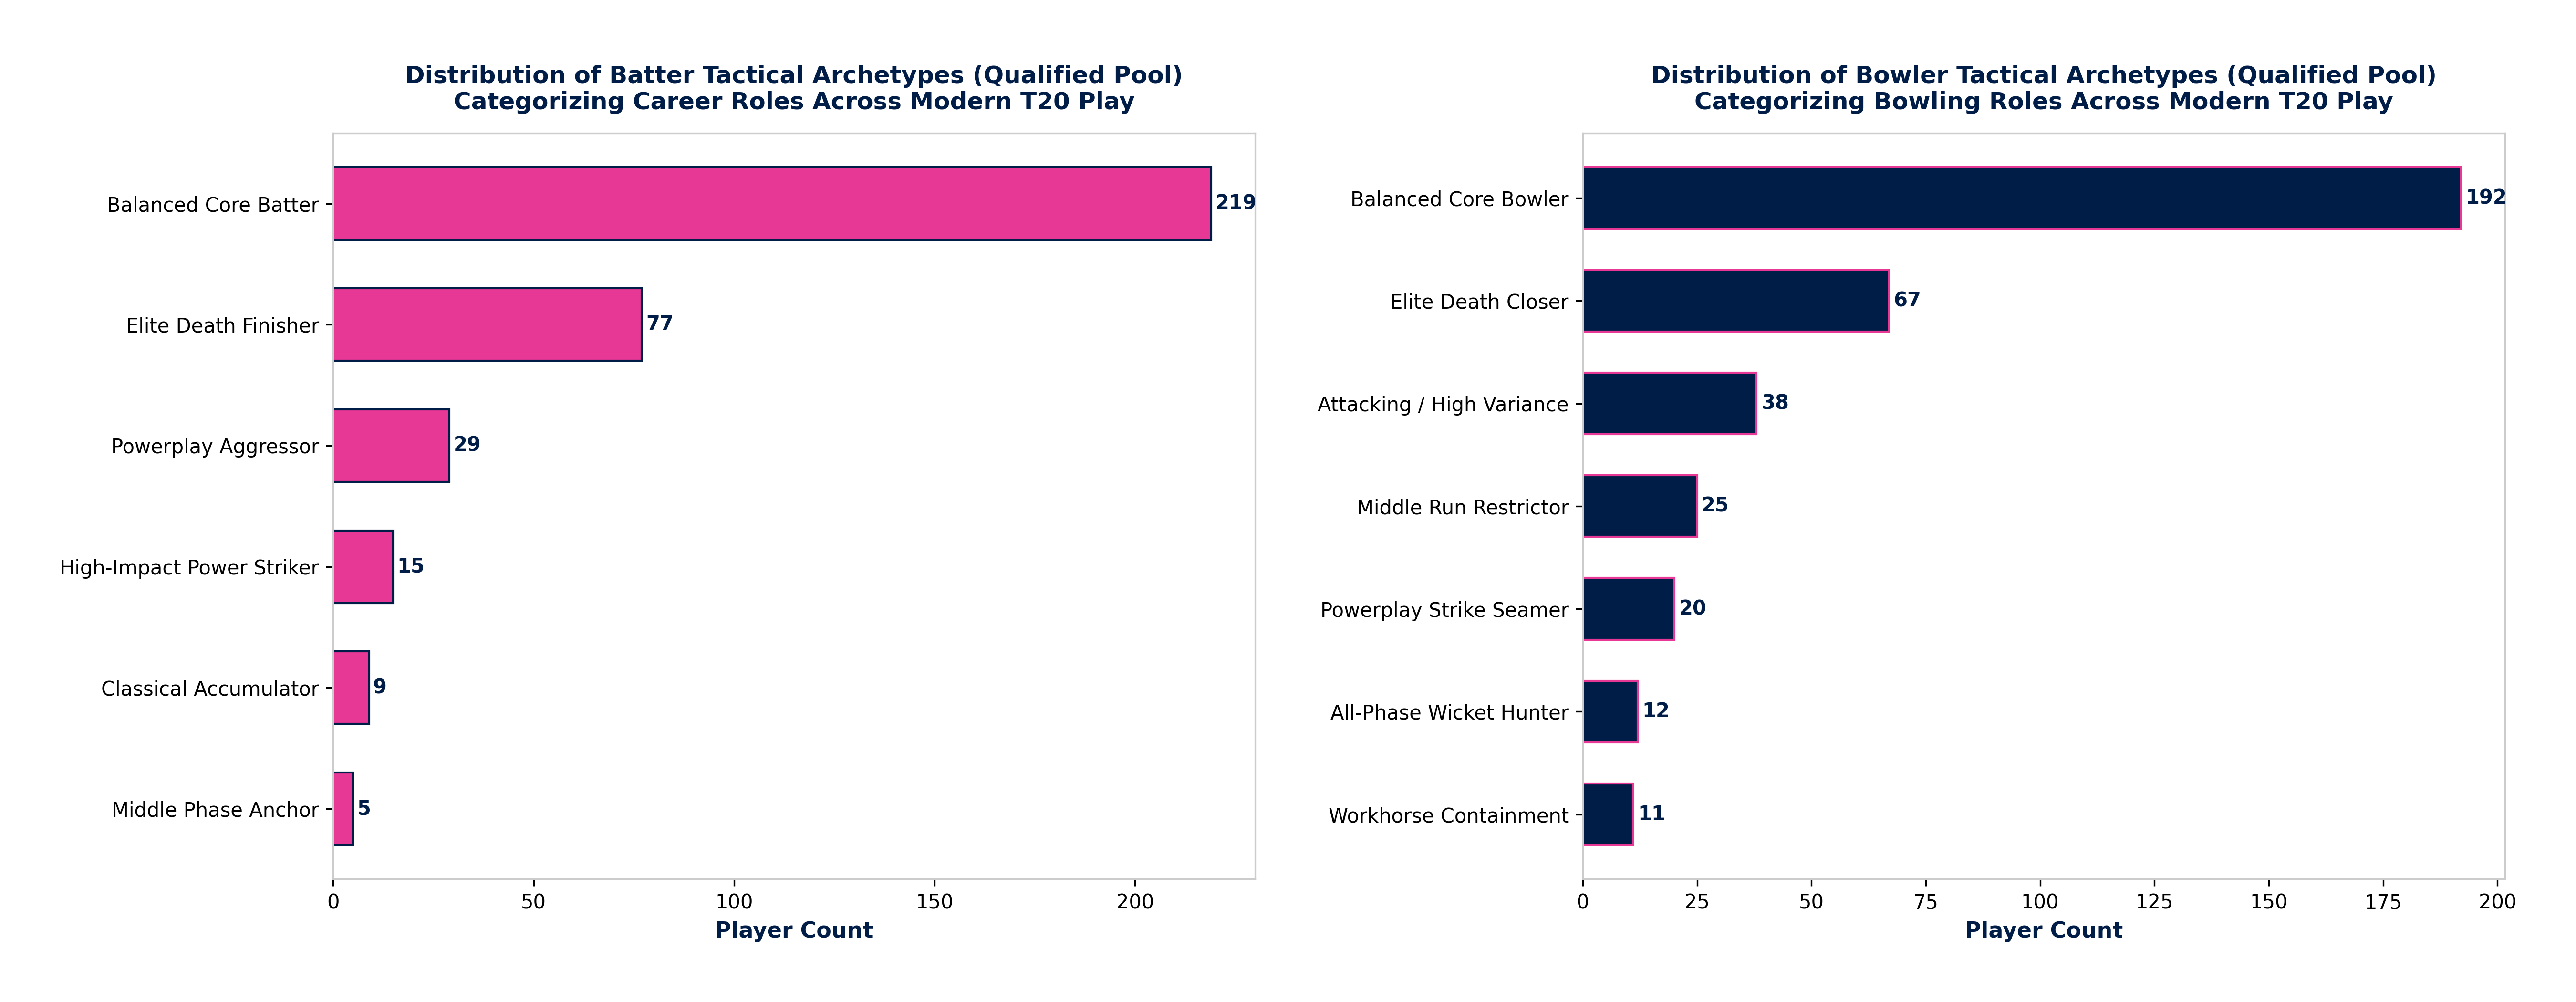 Distribution of Batter Tactical Archetypes (Qualified Pool)
Categorizing Career Roles Across Modern T20 Play
Balanced Core Batter
219
Elite Death Finisher
77
Powerplay Aggressor
29
High-Impact Power Striker
15
Classical Accumulator
9
Middle Phase Anchor
5
0 50 100 150 200
Player Count
Distribution of Bowler Tactical Archetypes (Qualified Pool)
Categorizing Bowling Roles Across Modern T20 Play
Balanced Core Bowler
192
Elite Death Closer
67
Attacking / High Variance
38
Middle Run Restrictor
25
Powerplay Strike Seamer
20
All-Phase Wicket Hunter
12
Workhorse Containment
11
0 25 50 75 100 125 150 175 200
Player Count